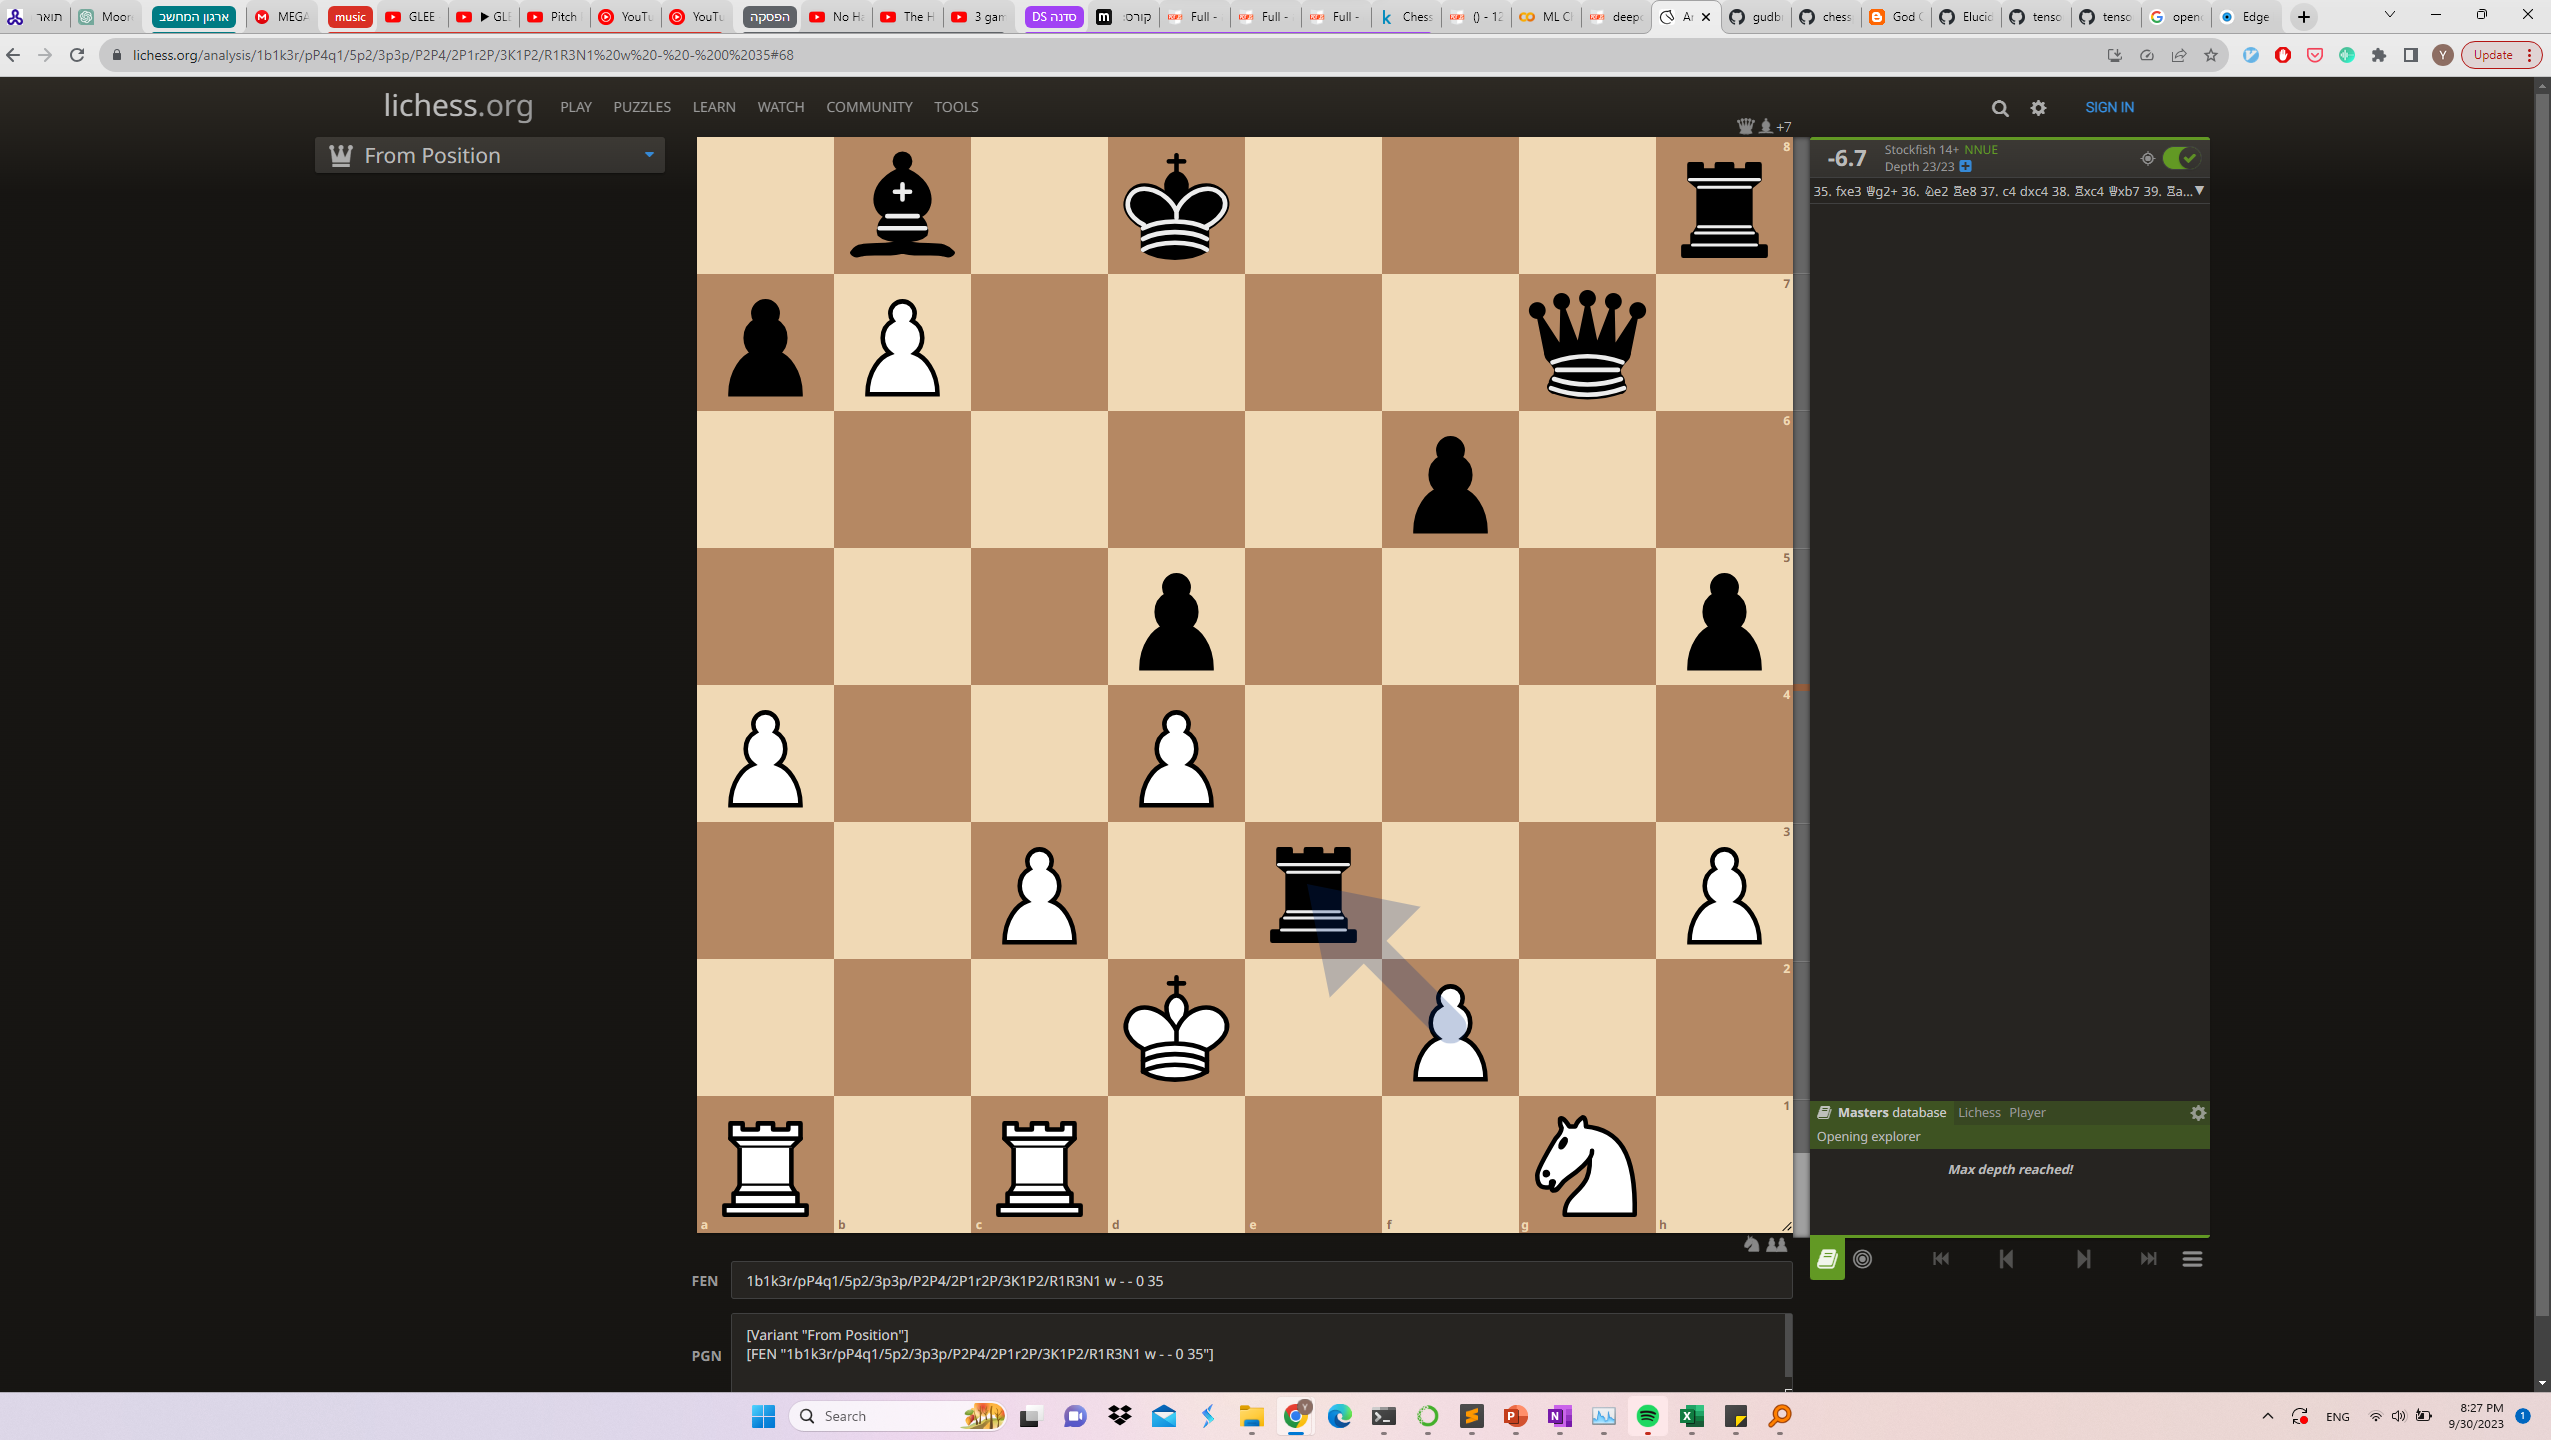 תואר Moor ארגון המחשב MEGA music GLEE GLE Pitch YouTu YouTu הפסקה No Ha The H 3 gam סדנה DS קורס: Full - Full - Full - Chess () - 12 ML C deep A gudb chess God C Eluci tenso tenso open Edge
lichess.org/analysis/1b1k3r/pP4q1/5p2/3p3p/P2P4/2P1r2P/3K1P2/R1R3N1%20w%20-%20-%200%2035#68 Y Update
lichess.org PLAY PUZZLES LEARN WATCH COMMUNITY TOOLS SIGN IN
+7
From Position
-6.7 Stockfish 14+ NNUE
Depth 23/23
35. fxe3 ♕g2+ 36. ♘e2 ♖e8 37. c4 dxc4 38. ♖xc4 ♕xb7 39. ♖a...
8
7
6
5
4
3
2
1
a b c d e f g h
Masters database Lichess Player
Opening explorer
Max depth reached!
FEN 1b1k3r/pP4q1/5p2/3p3p/P2P4/2P1r2P/3K1P2/R1R3N1 w - - 0 35
PGN [Variant "From Position"]
[FEN "1b1k3r/pP4q1/5p2/3p3p/P2P4/2P1r2P/3K1P2/R1R3N1 w - - 0 35"]
Search
ENG 8:27 PM
9/30/2023 1